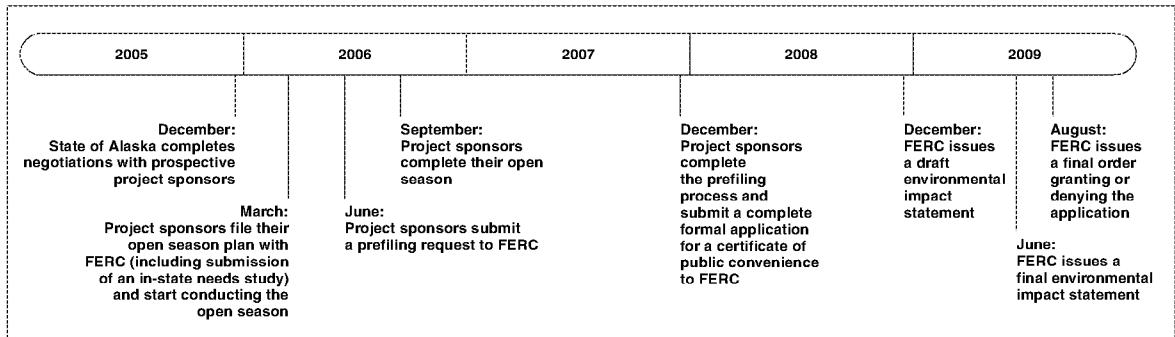 2005
2006
2007
2008
2009
December:
State of Alaska completes
negotiations with prospective
project sponsors
March:
Project sponsors file their
open season plan with
FERC (including submission
of an in-state needs study)
and start conducting the
open season
June:
Project sponsors submit
a prefiling request to FERC
September:
Project sponsors
complete their open
season
December:
Project sponsors
complete
the prefiling
process and
submit a complete
formal application
for a certificate of
public convenience
to FERC
December:
FERC issues
a draft
environmental
impact
statement
June:
FERC issues a
final environmental
impact statement
August:
FERC issues
a final order
granting or
denying the
application